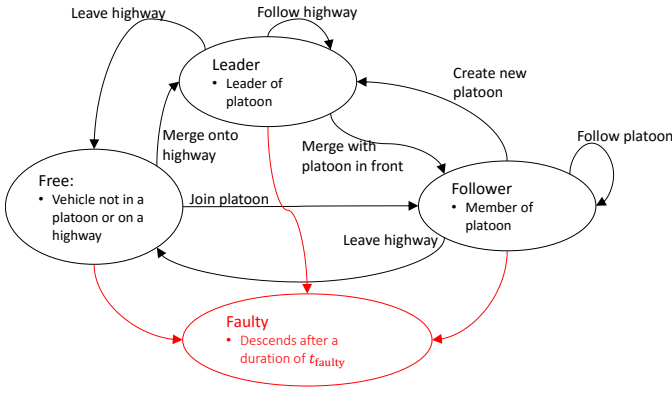 Leave highway
Follow highway
Leader
• Leader of
platoon
Create new
platoon
Merge onto
highway
Merge with
platoon in front
Follow platoon
Free:
• Vehicle not in a
platoon or on a
highway
Join platoon
Follower
• Member of
platoon
Leave highway
Faulty
• Descends after a
duration of t_faulty